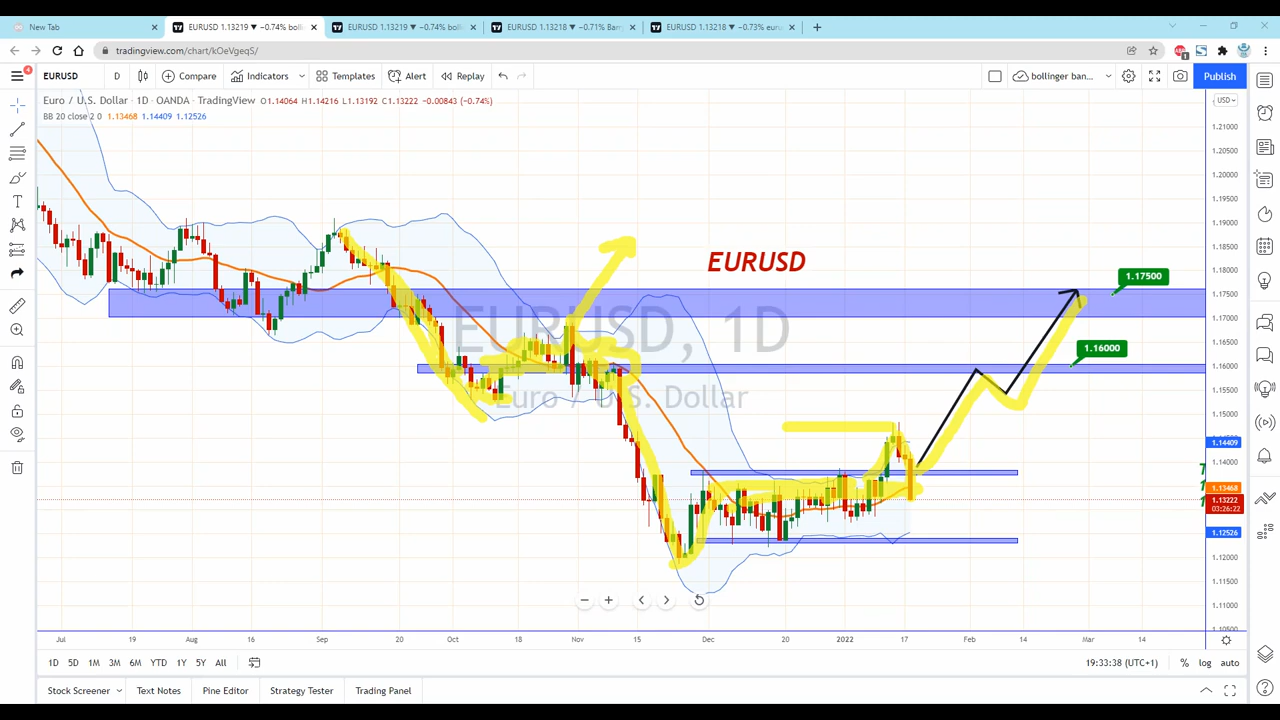 New Tab
EURUSD 1.13219 ▼ −0.74% boll
EURUSD 1.13219 ▼ −0.74% boll
EURUSD 1.13218 ▼ −0.71% Bar
EURUSD 1.13218 ▼ −0.73% eurus
tradingview.com/chart/kOeVgeqS/
4
EURUSD
D
Compare
Indicators
Templates
Alert
Replay
bollinger ban...
Publish
Euro / U.S. Dollar · 1D · OANDA · TradingView O1.14064 H1.14216 L1.13192 C1.13222 −0.00843 (−0.74%)
BB 20 close 2 0 1.13468 1.14409 1.12526
USD
1.21000
1.20500
1.20000
1.19500
1.19000
1.18500
1.18000
1.17500
1.17000
1.16500
1.16000
1.15500
1.15000
1.14409
1.14000
1.13468
1.13222
03:26:22
1.12526
1.12000
1.11500
1.11000
EURUSD
1.17500
1.16000
EURUSD, 1D
Euro / U.S. Dollar
Jul
19
Aug
16
Sep
20
Oct
18
Nov
15
Dec
20
2022
17
Feb
14
Mar
14
1D
5D
1M
3M
6M
YTD
1Y
5Y
All
19:33:38 (UTC+1)
%
log
auto
Stock Screener
Text Notes
Pine Editor
Strategy Tester
Trading Panel